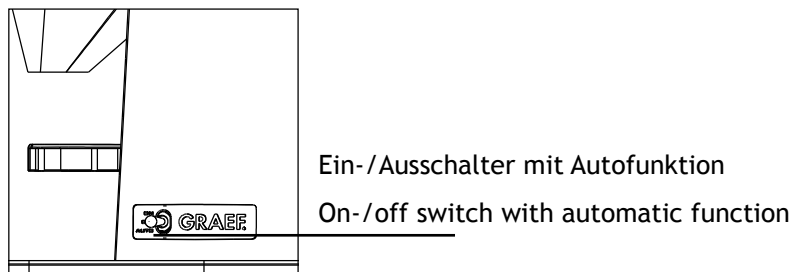 Ein-/Ausschalter mit Autofunktion
On-/off switch with automatic function
GRAEF.